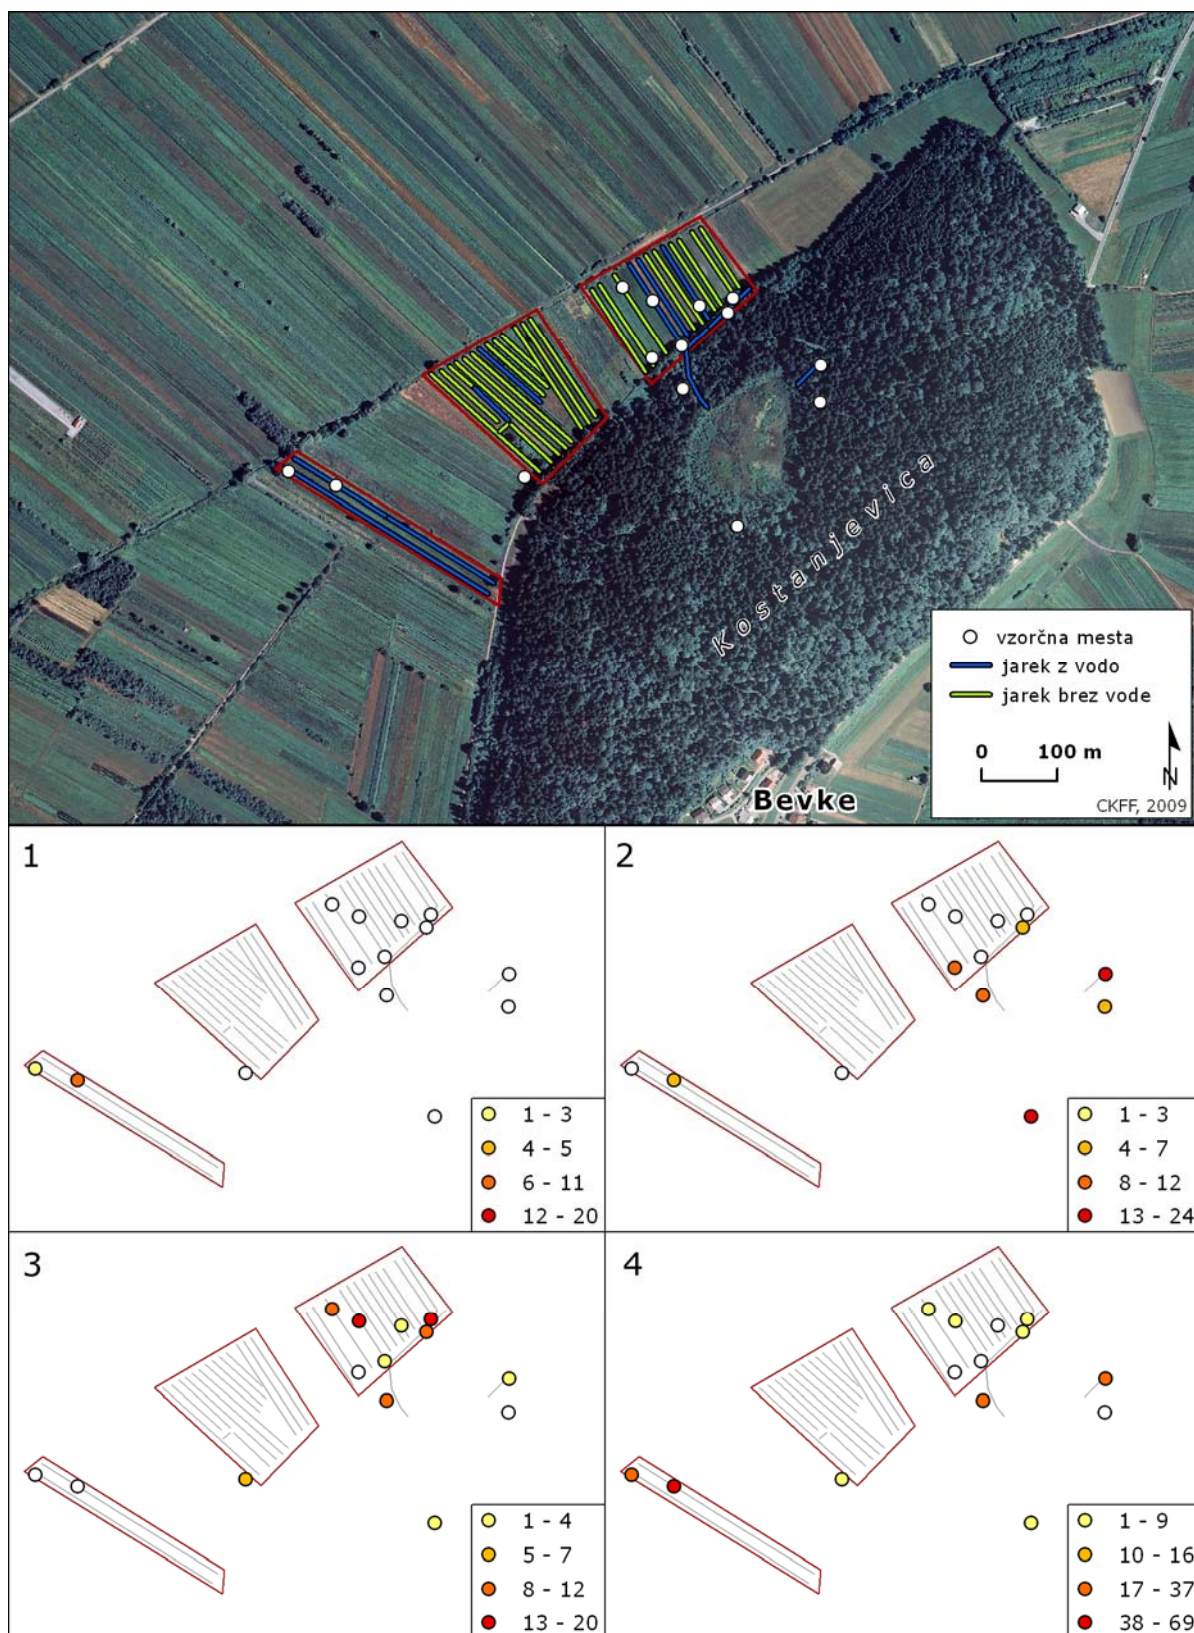 Kostanjevica
vzorčna mesta
jarek z vodo
jarek brez vode
0 100 m
N
CKFF, 2009
Bevke
1
1 - 3
4 - 5
6 - 11
12 - 20
2
1 - 3
4 - 7
8 - 12
13 - 24
3
1 - 4
5 - 7
8 - 12
13 - 20
4
1 - 9
10 - 16
17 - 37
38 - 69